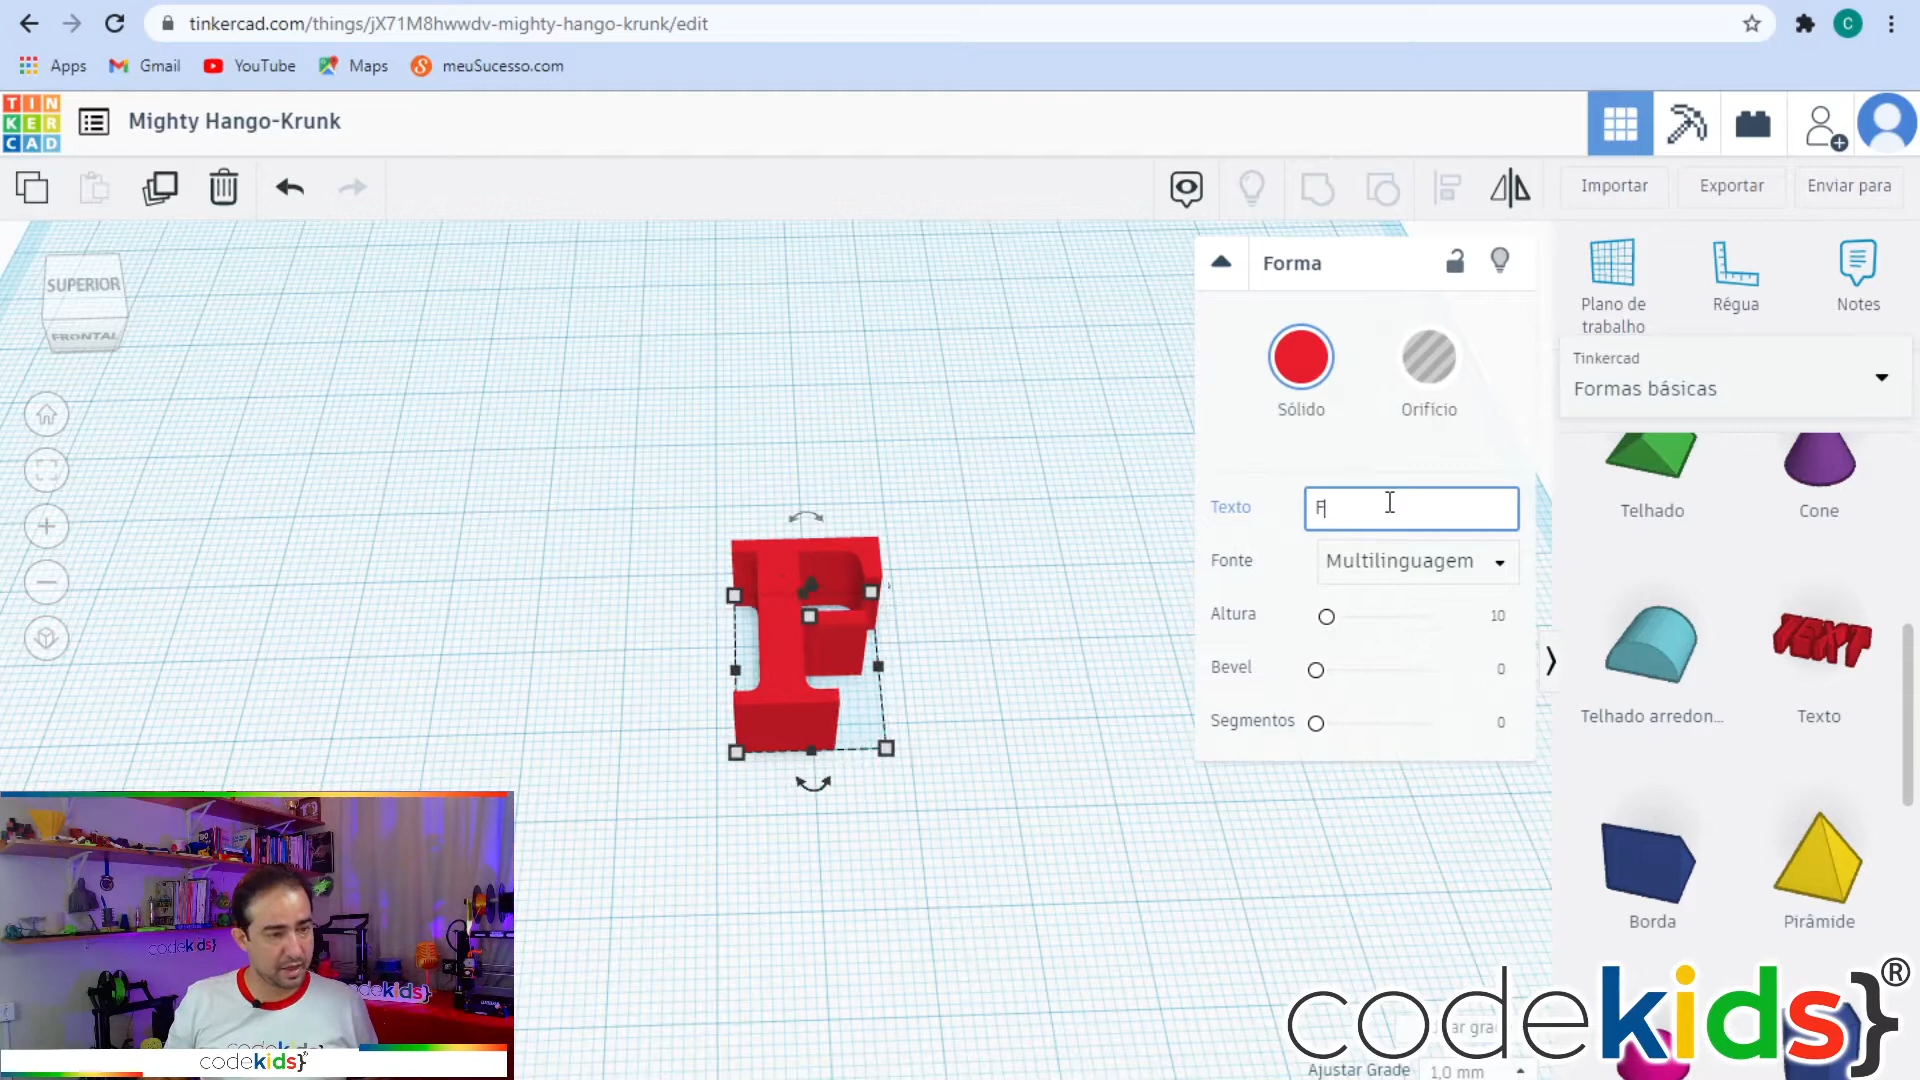 tinkercad.com/things/jX71M8hwwdv-mighty-hango-krunk/edit
C
Apps Gmail YouTube Maps meuSucesso.com
TIN
KER
CAD
Mighty Hango-Krunk
Importar Exportar Enviar para
SUPERIOR
FRONTAL
Forma
Sólido Orifício
Texto F
Fonte Multilinguagem
Altura 10
Bevel 0
Segmentos 0
Plano de trabalho
Régua
Notes
Tinkercad
Formas básicas
Telhado Cone
TEXT
Telhado arredon... Texto
Borda Pirâmide
F
codekids}
codekids}
codekids}
codekids}®
Ajustar Grade 1,0 mm